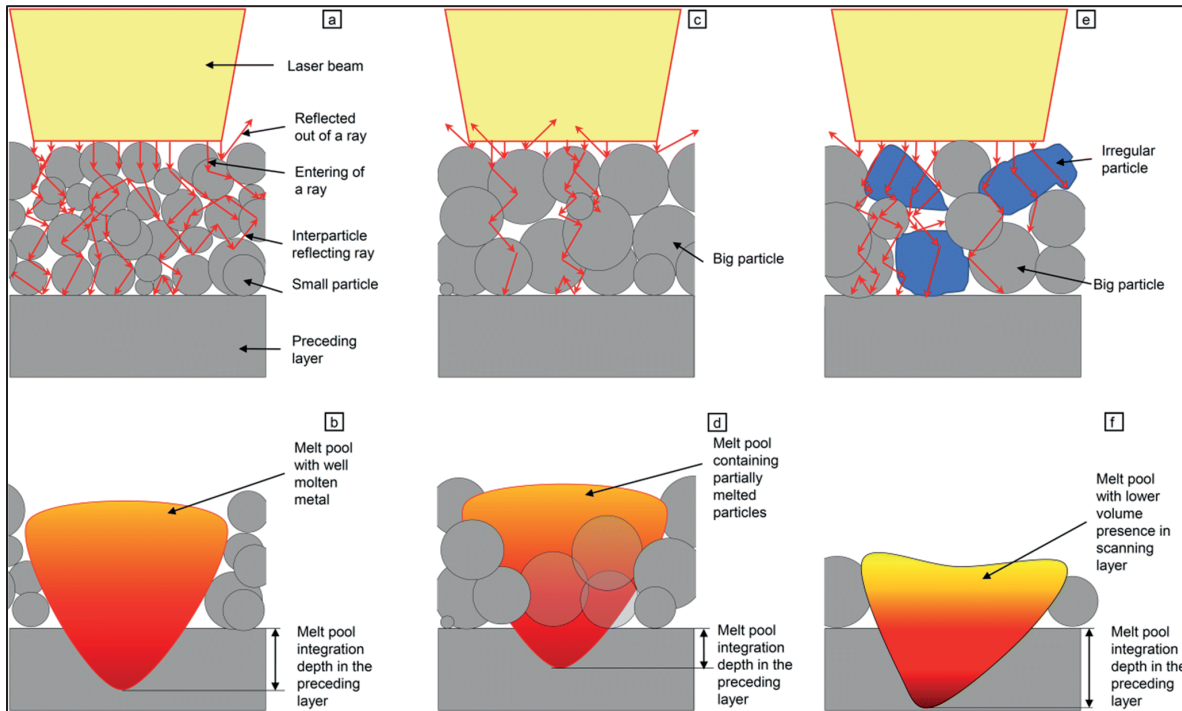 a
Laser beam
Reflected
out of a ray
Entering of
a ray
Interparticle
reflecting ray
Small particle
Preceding
layer
c
Big particle
e
Irregular
particle
Big particle
b
Melt pool
with well
molten
metal
Melt pool
integration
depth in the
preceding
layer
d
Melt pool
containing
partially
melted
particles
Melt pool
integration
depth in the
preceding
layer
f
Melt pool
with lower
volume
presence in
scanning
layer
Melt pool
integration
depth in the
preceding
layer